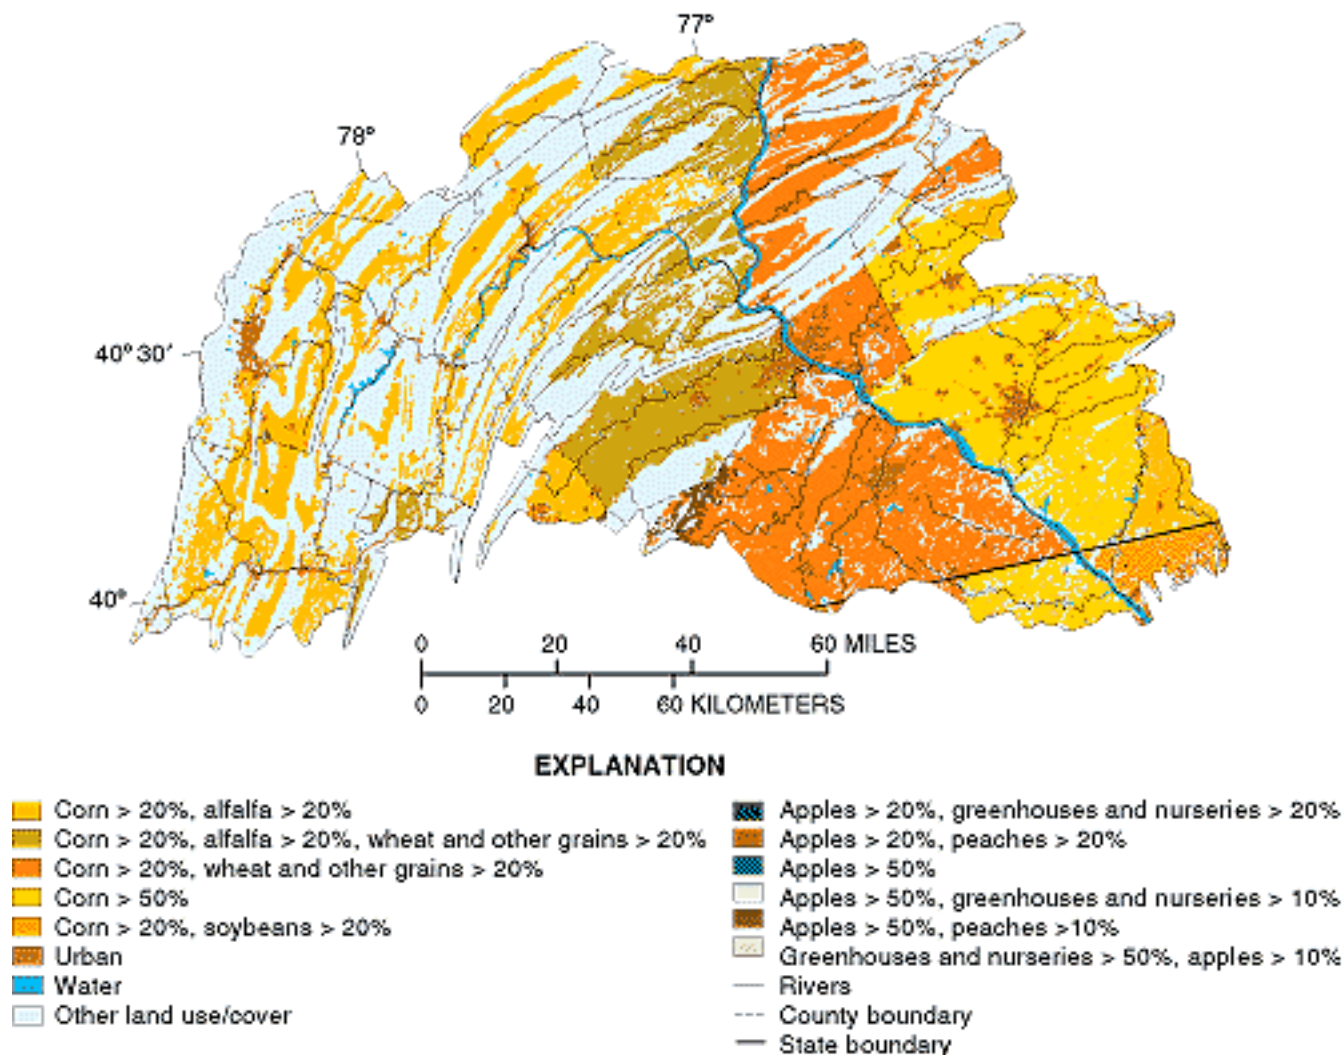 77°
78°
40° 30′
40°
0 20 40 60 MILES
0 20 40 60 KILOMETERS
EXPLANATION
Corn > 20%, alfalfa > 20%
Corn > 20%, alfalfa > 20%, wheat and other grains > 20%
Corn > 20%, wheat and other grains > 20%
Corn > 50%
Corn > 20%, soybeans > 20%
Urban
Water
Other land use/cover
Apples > 20%, greenhouses and nurseries > 20%
Apples > 20%, peaches > 20%
Apples > 50%
Apples > 50%, greenhouses and nurseries > 10%
Apples > 50%, peaches >10%
Greenhouses and nurseries > 50%, apples > 10%
Rivers
County boundary
State boundary